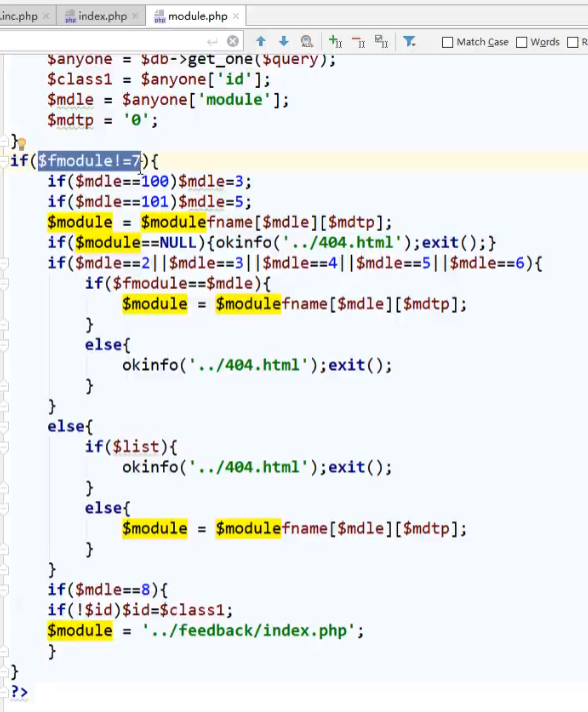 .inc.php × index.php × module.php ×
Match Case Words R
$anyone = $db->get_one($query);
$class1 = $anyone['id'];
$mdle = $anyone['module'];
$mdtp = '0';
}
if($fmodule!=7){
if($mdle==100)$mdle=3;
if($mdle==101)$mdle=5;
$module = $modulefname[$mdle][$mdtp];
if($module==NULL){okinfo('../404.html');exit();}
if($mdle==2||$mdle==3||$mdle==4||$mdle==5||$mdle==6){
if($fmodule==$mdle){
$module = $modulefname[$mdle][$mdtp];
}
else{
okinfo('../404.html');exit();
}
}
else{
if($list){
okinfo('../404.html');exit();
}
else{
$module = $modulefname[$mdle][$mdtp];
}
}
if($mdle==8){
if(!$id)$id=$class1;
$module = '../feedback/index.php';
}
}
?>